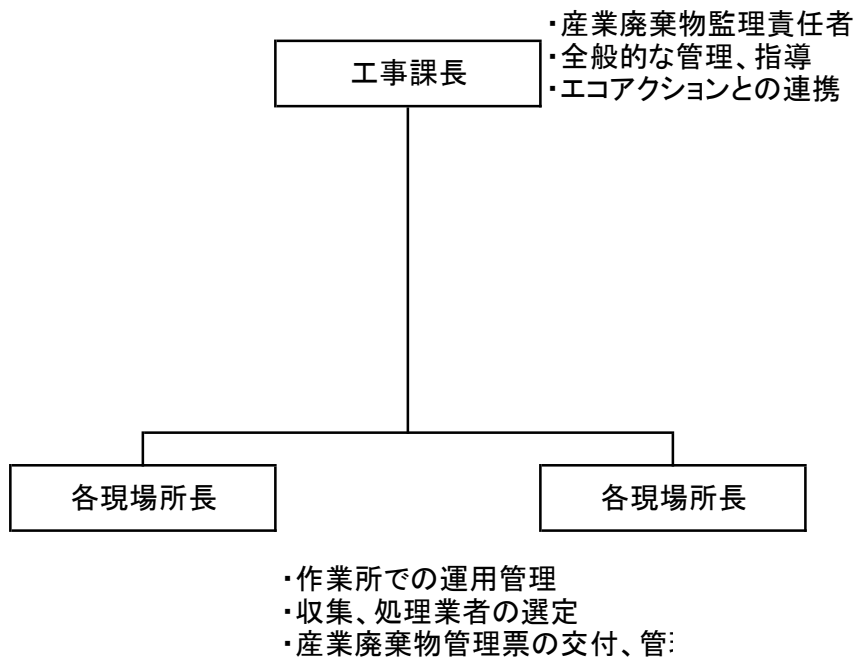 ・産業廃棄物監理責任者
工事課長
・全般的な管理、指導
・エコアクションとの連携
各現場所長
各現場所長
・作業所での運用管理
・収集、処理業者の選定
・産業廃棄物管理票の交付、管